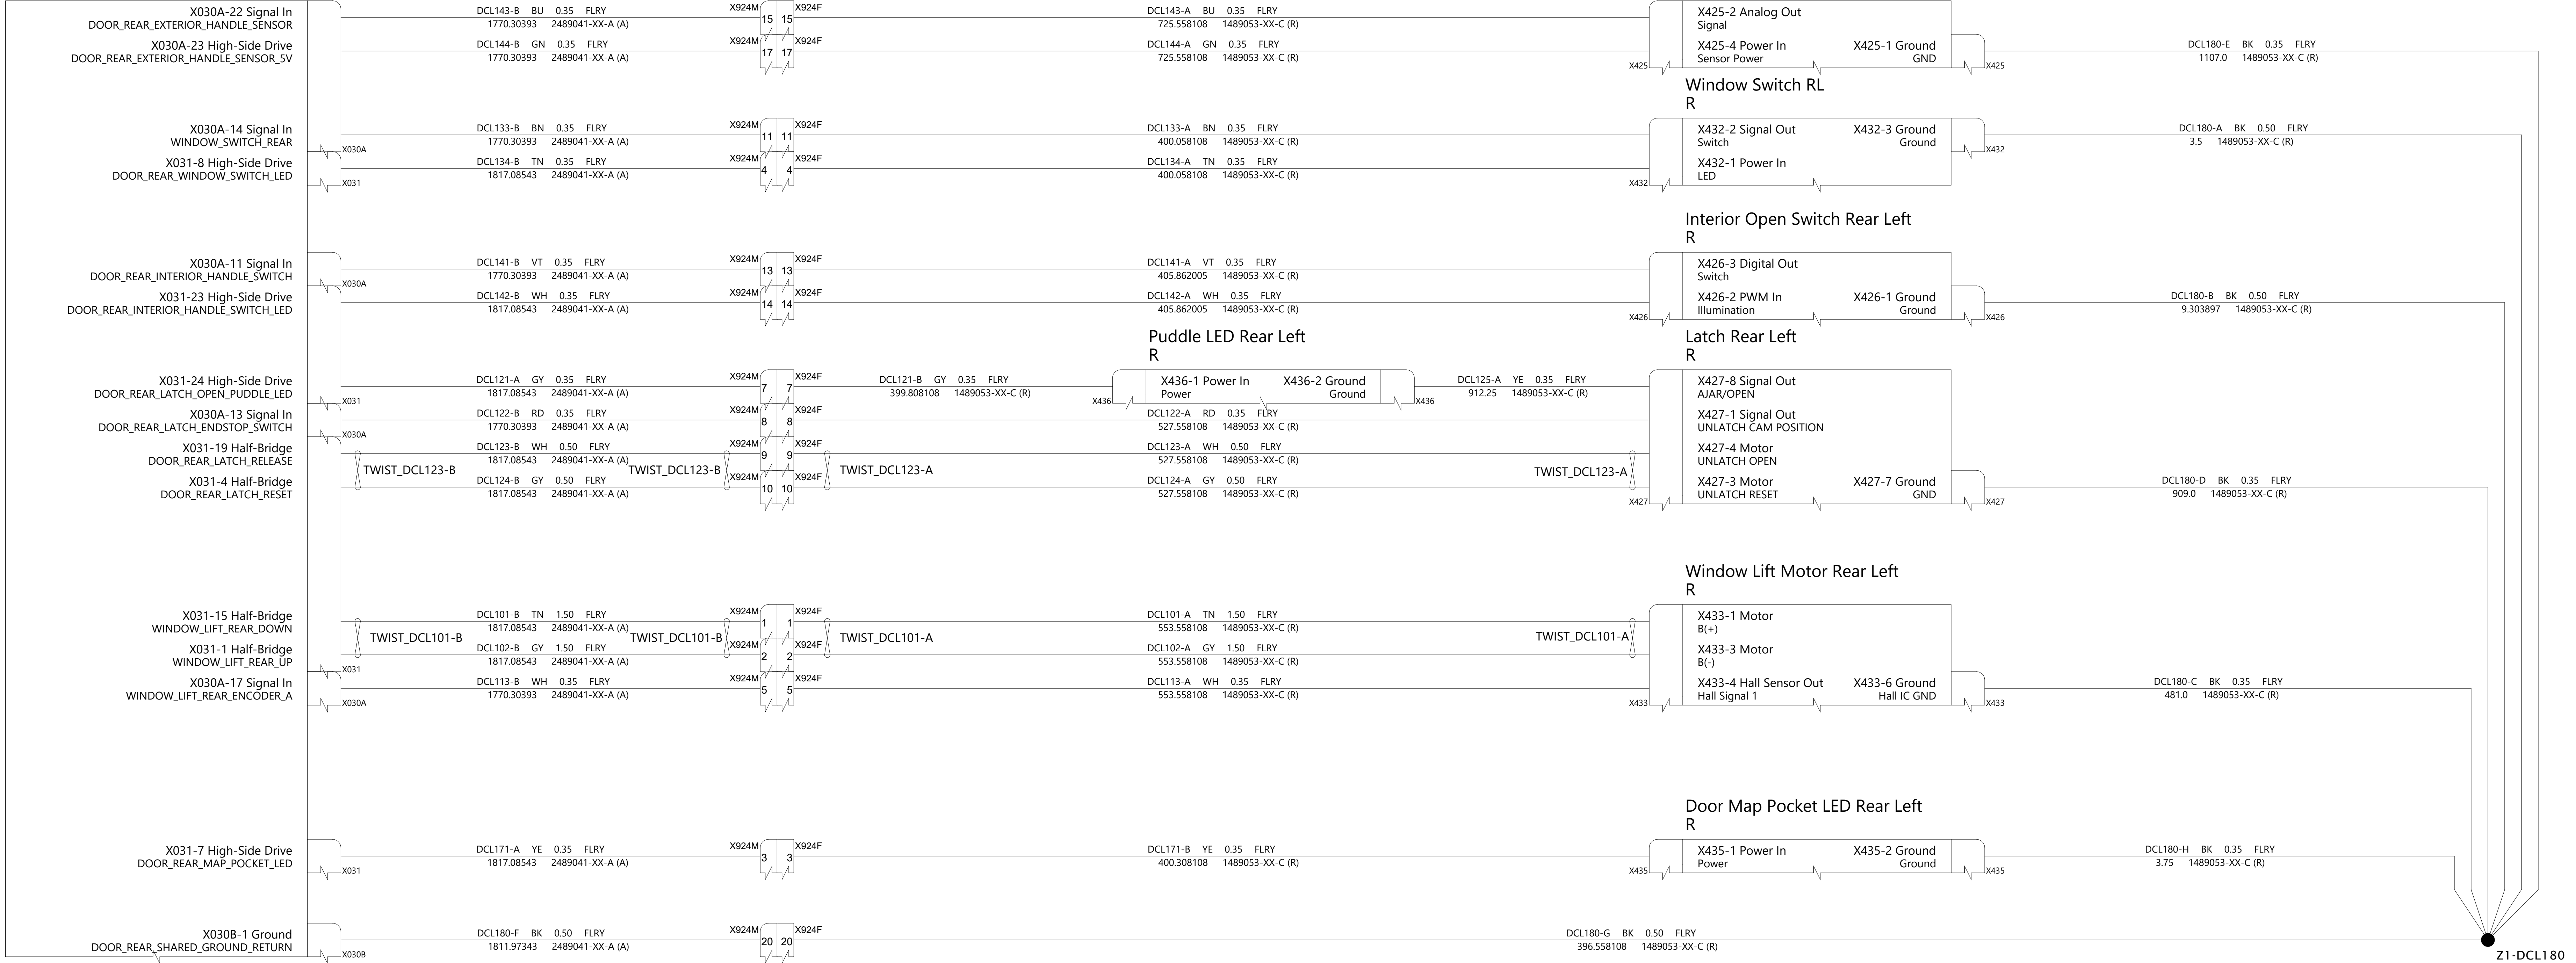 X030A-22 Signal In
DOOR_REAR_EXTERIOR_HANDLE_SENSOR
DCL143-B BU 0.35 FLRY
1770.30393 2489041-XX-A (A)
X924M 15 15 X924F
DCL143-A BU 0.35 FLRY
725.558108 1489053-XX-C (R)
X425-2 Analog Out
Signal
X030A-23 High-Side Drive
DOOR_REAR_EXTERIOR_HANDLE_SENSOR_5V
DCL144-B GN 0.35 FLRY
1770.30393 2489041-XX-A (A)
X924M 17 17 X924F
DCL144-A GN 0.35 FLRY
725.558108 1489053-XX-C (R)
X425
X425-4 Power In
Sensor Power
X425-1 Ground
GND
X425
DCL180-E BK 0.35 FLRY
1107.0 1489053-XX-C (R)
Window Switch RL
R
X030A-14 Signal In
WINDOW_SWITCH_REAR
X030A
DCL133-B BN 0.35 FLRY
1770.30393 2489041-XX-A (A)
X924M 11 11 X924F
DCL133-A BN 0.35 FLRY
400.058108 1489053-XX-C (R)
X432-2 Signal Out
Switch
X432-3 Ground
Ground
X432
DCL180-A BK 0.50 FLRY
3.5 1489053-XX-C (R)
X031-8 High-Side Drive
DOOR_REAR_WINDOW_SWITCH_LED
X031
DCL134-B TN 0.35 FLRY
1817.08543 2489041-XX-A (A)
X924M 4 4 X924F
DCL134-A TN 0.35 FLRY
400.058108 1489053-XX-C (R)
X432
X432-1 Power In
LED
Interior Open Switch Rear Left
R
X030A-11 Signal In
DOOR_REAR_INTERIOR_HANDLE_SWITCH
X030A
DCL141-B VT 0.35 FLRY
1770.30393 2489041-XX-A (A)
X924M 13 13 X924F
DCL141-A VT 0.35 FLRY
405.862005 1489053-XX-C (R)
X426-3 Digital Out
Switch
X031-23 High-Side Drive
DOOR_REAR_INTERIOR_HANDLE_SWITCH_LED
DCL142-B WH 0.35 FLRY
1817.08543 2489041-XX-A (A)
X924M 14 14 X924F
DCL142-A WH 0.35 FLRY
405.862005 1489053-XX-C (R)
X426
X426-2 PWM In
Illumination
X426-1 Ground
Ground
X426
DCL180-B BK 0.50 FLRY
9.303897 1489053-XX-C (R)
Puddle LED Rear Left
R
Latch Rear Left
R
X031-24 High-Side Drive
DOOR_REAR_LATCH_OPEN_PUDDLE_LED
X031
DCL121-A GY 0.35 FLRY
1817.08543 2489041-XX-A (A)
X924M 7 7 X924F
DCL121-B GY 0.35 FLRY
399.808108 1489053-XX-C (R)
X436
X436-1 Power In
Power
X436-2 Ground
Ground
X436
DCL125-A YE 0.35 FLRY
912.25 1489053-XX-C (R)
X427-8 Signal Out
AJAR/OPEN
X030A-13 Signal In
DOOR_REAR_LATCH_ENDSTOP_SWITCH
X030A
DCL122-B RD 0.35 FLRY
1770.30393 2489041-XX-A (A)
X924M 8 8 X924F
DCL122-A RD 0.35 FLRY
527.558108 1489053-XX-C (R)
X427-1 Signal Out
UNLATCH CAM POSITION
X031-19 Half-Bridge
DOOR_REAR_LATCH_RELEASE
DCL123-B WH 0.50 FLRY
1817.08543 2489041-XX-A (A)
X924M 9 9 X924F
DCL123-A WH 0.50 FLRY
527.558108 1489053-XX-C (R)
X427-4 Motor
UNLATCH OPEN
TWIST_DCL123-B
TWIST_DCL123-B
TWIST_DCL123-A
TWIST_DCL123-A
X031-4 Half-Bridge
DOOR_REAR_LATCH_RESET
DCL124-B GY 0.50 FLRY
1817.08543 2489041-XX-A (A)
X924M 10 10 X924F
DCL124-A GY 0.50 FLRY
527.558108 1489053-XX-C (R)
X427
X427-3 Motor
UNLATCH RESET
X427-7 Ground
GND
X427
DCL180-D BK 0.35 FLRY
909.0 1489053-XX-C (R)
Window Lift Motor Rear Left
R
X031-15 Half-Bridge
WINDOW_LIFT_REAR_DOWN
DCL101-B TN 1.50 FLRY
1817.08543 2489041-XX-A (A)
X924M 1 1 X924F
DCL101-A TN 1.50 FLRY
553.558108 1489053-XX-C (R)
X433-1 Motor
B(+)
TWIST_DCL101-B
TWIST_DCL101-B
TWIST_DCL101-A
TWIST_DCL101-A
X031-1 Half-Bridge
WINDOW_LIFT_REAR_UP
X031
DCL102-B GY 1.50 FLRY
1817.08543 2489041-XX-A (A)
X924M 2 2 X924F
DCL102-A GY 1.50 FLRY
553.558108 1489053-XX-C (R)
X433-3 Motor
B(-)
X030A-17 Signal In
WINDOW_LIFT_REAR_ENCODER_A
X030A
DCL113-B WH 0.35 FLRY
1770.30393 2489041-XX-A (A)
X924M 5 5 X924F
DCL113-A WH 0.35 FLRY
553.558108 1489053-XX-C (R)
X433
X433-4 Hall Sensor Out
Hall Signal 1
X433-6 Ground
Hall IC GND
X433
DCL180-C BK 0.35 FLRY
481.0 1489053-XX-C (R)
Door Map Pocket LED Rear Left
R
X031-7 High-Side Drive
DOOR_REAR_MAP_POCKET_LED
X031
DCL171-A YE 0.35 FLRY
1817.08543 2489041-XX-A (A)
X924M 3 3 X924F
DCL171-B YE 0.35 FLRY
400.308108 1489053-XX-C (R)
X435
X435-1 Power In
Power
X435-2 Ground
Ground
X435
DCL180-H BK 0.35 FLRY
3.75 1489053-XX-C (R)
X030B-1 Ground
DOOR_REAR_SHARED_GROUND_RETURN
X030B
DCL180-F BK 0.50 FLRY
1811.97343 2489041-XX-A (A)
X924M 20 20 X924F
DCL180-G BK 0.50 FLRY
396.558108 1489053-XX-C (R)
Z1-DCL180